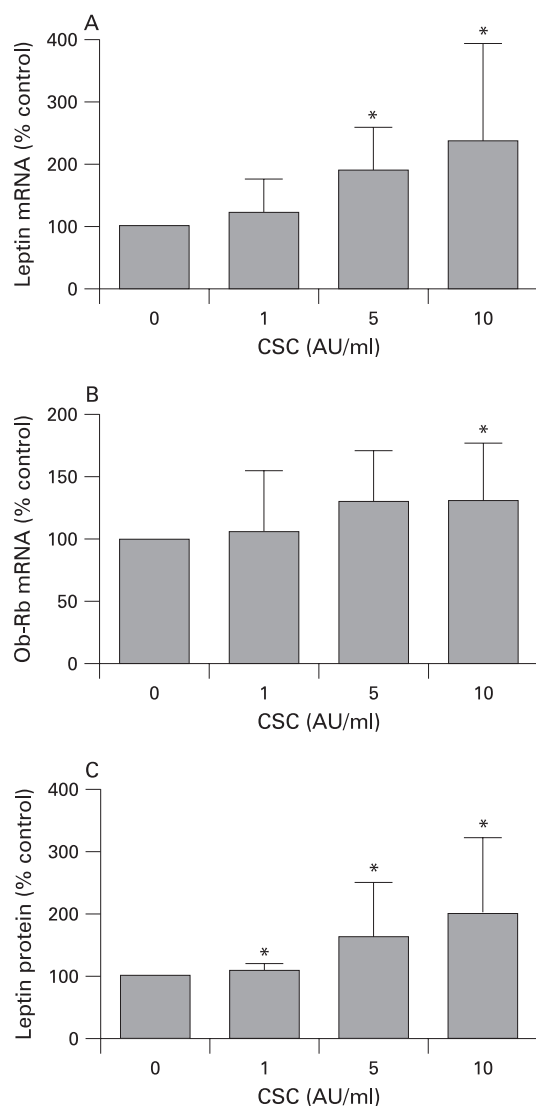 A
Leptin mRNA (% control)
400
300
200
100
0
*
*
0 1 5 10
CSC (AU/ml)
B
Ob-Rb mRNA (% control)
200
150
100
50
0
*
0 1 5 10
CSC (AU/ml)
C
Leptin protein (% control)
400
300
200
100
0
*
*
*
0 1 5 10
CSC (AU/ml)